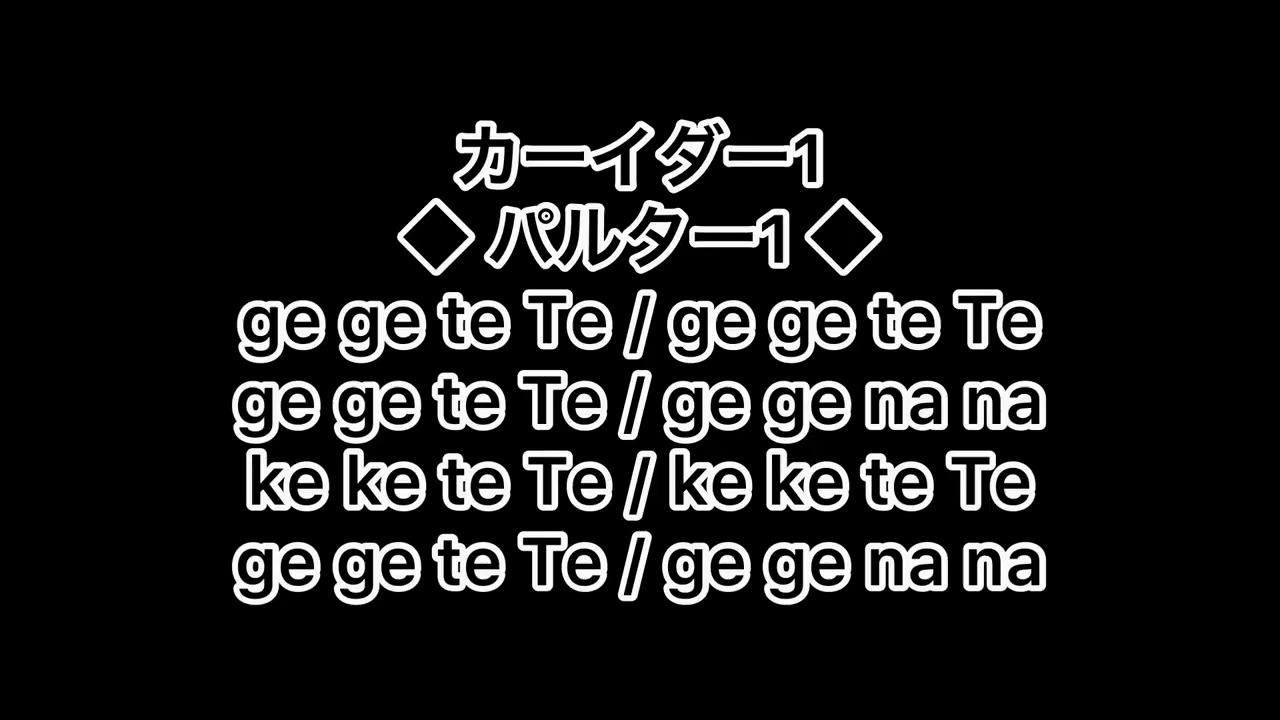 カーイダー1
◇ パルター1 ◇
ge ge te Te / ge ge te Te
ge ge te Te / ge ge na na
ke ke te Te / ke ke te Te
ge ge te Te / ge ge na na